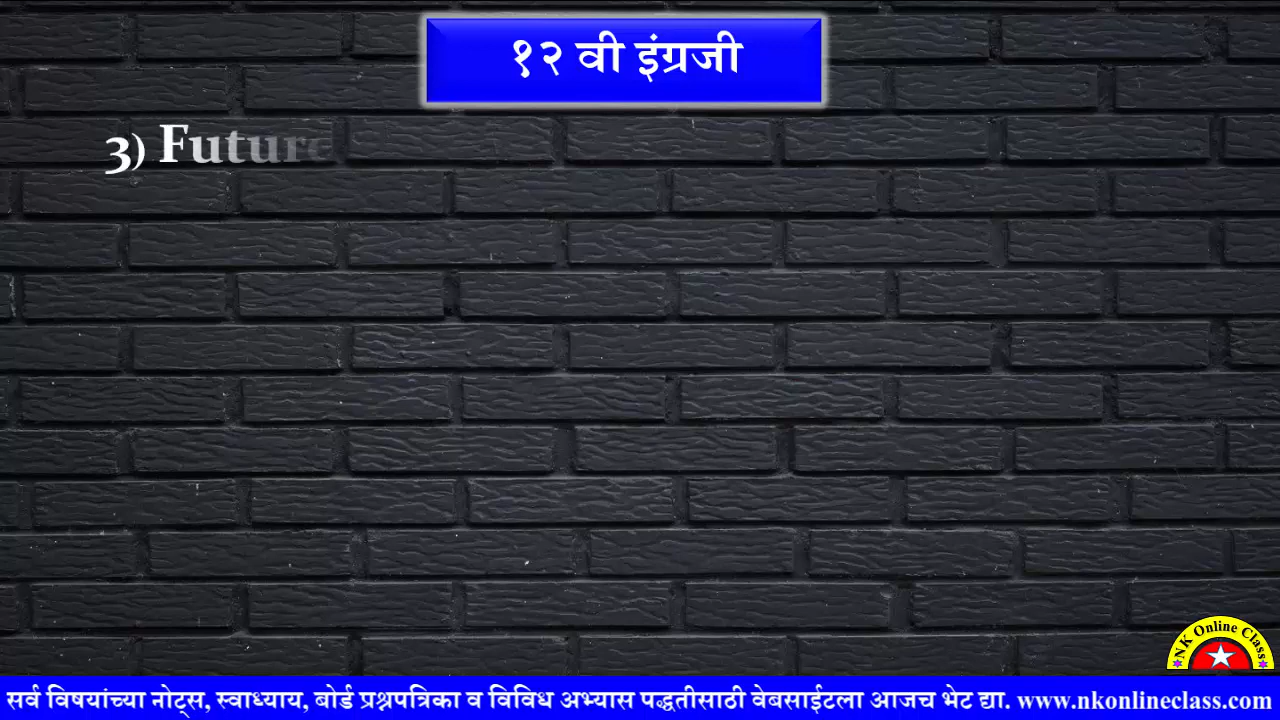 १२ वी इंग्रजी
3) Future
NK Online Class
सर्व विषयांच्या नोट्स, स्वाध्याय, बोर्ड प्रश्नपत्रिका व विविध अभ्यास पद्धतीसाठी वेबसाईटला आजच भेट द्या. www.nkonlineclass.com